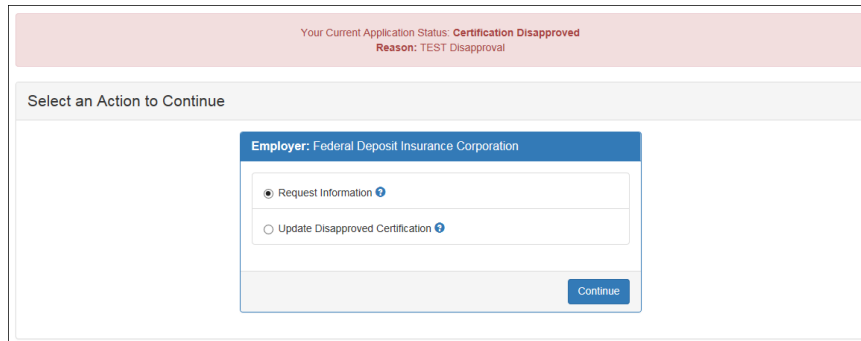 Your Current Application Status: Certification Disapproved
Reason: TEST Disapproval
Select an Action to Continue
Employer: Federal Deposit Insurance Corporation
Request Information ?
Update Disapproved Certification ?
Continue